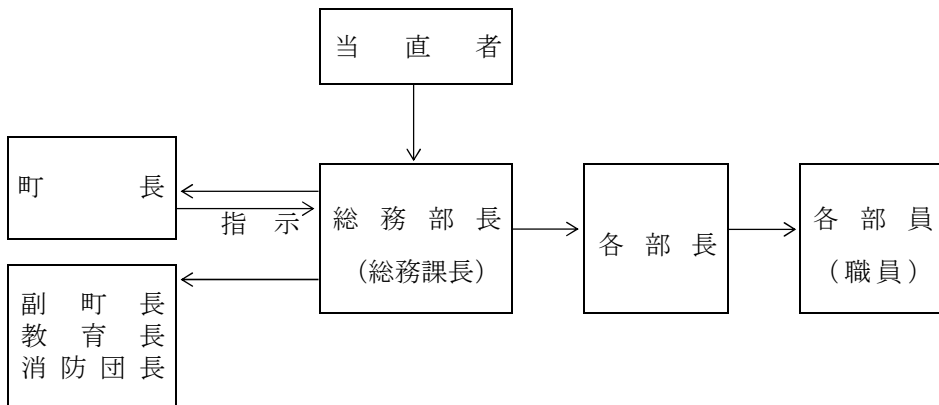 当直者
町長
指示
総務部長
(総務課長)
各部長
各部員
(職員)
副町長
教育長
消防団長